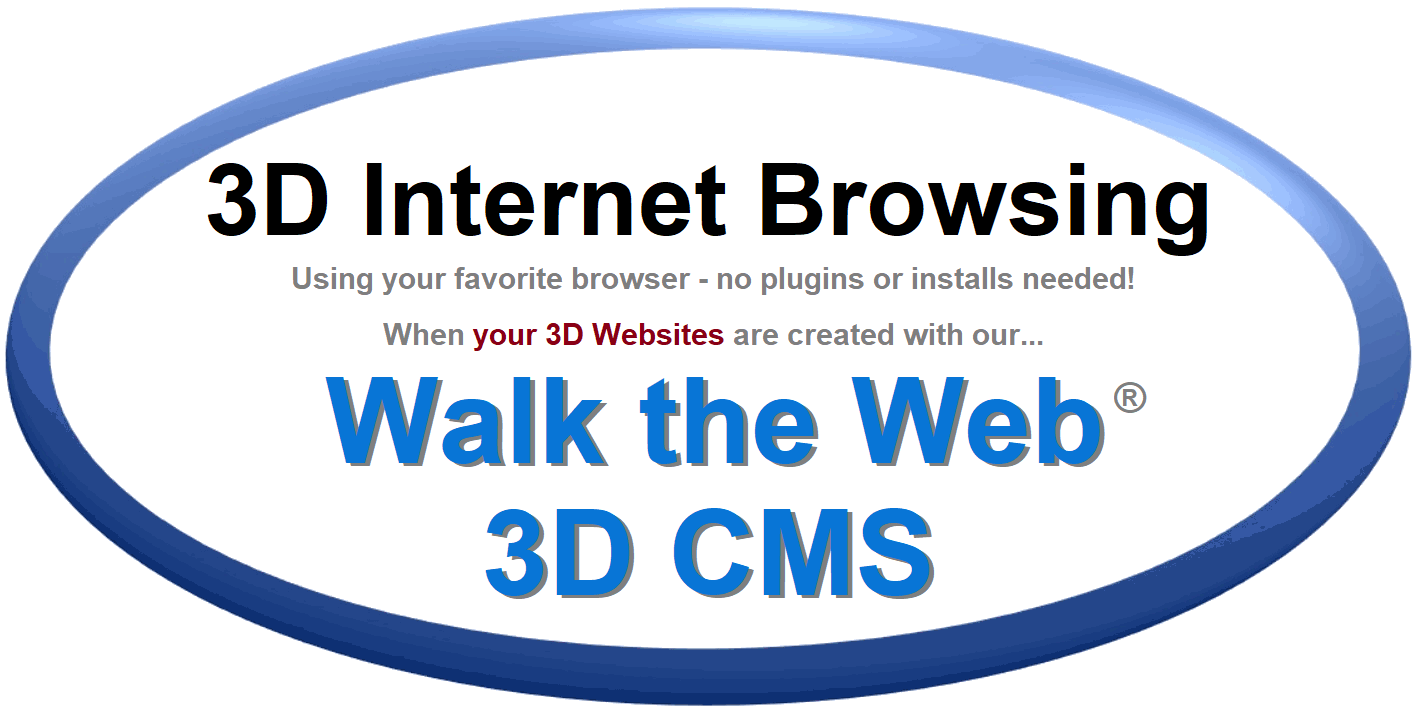 3D Internet Browsing
Using your favorite browser - no plugins or installs needed!
When your 3D Websites are created with our...
Walk the Web®
3D CMS